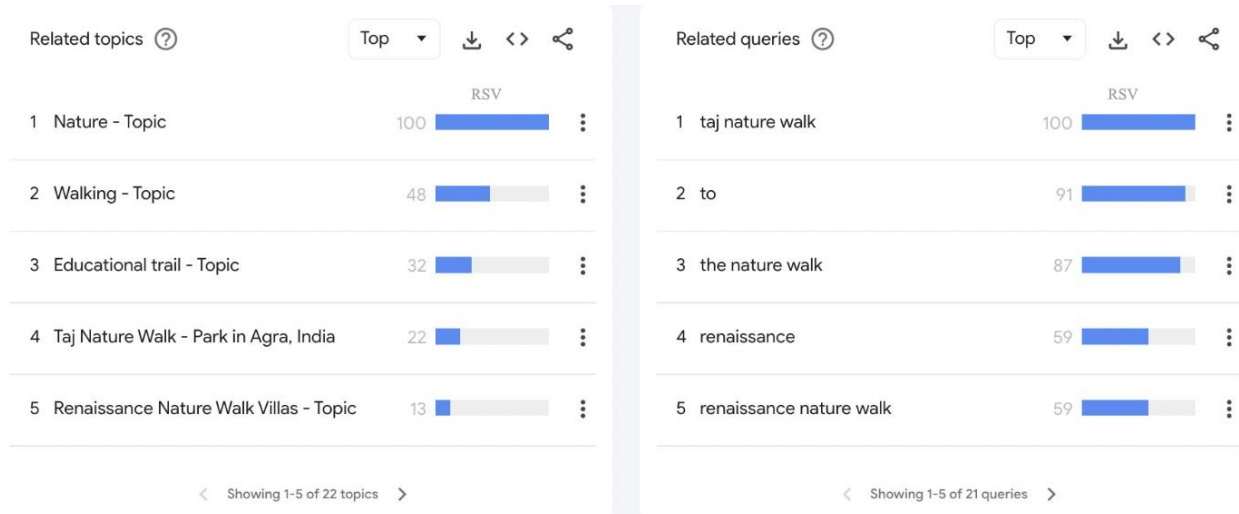 Related topics
Top
RSV
1 Nature - Topic 100
2 Walking - Topic 48
3 Educational trail - Topic 32
4 Taj Nature Walk - Park in Agra, India 22
5 Renaissance Nature Walk Villas - Topic 13
Showing 1-5 of 22 topics
Related queries
Top
RSV
1 taj nature walk 100
2 to 91
3 the nature walk 87
4 renaissance 59
5 renaissance nature walk 59
Showing 1-5 of 21 queries